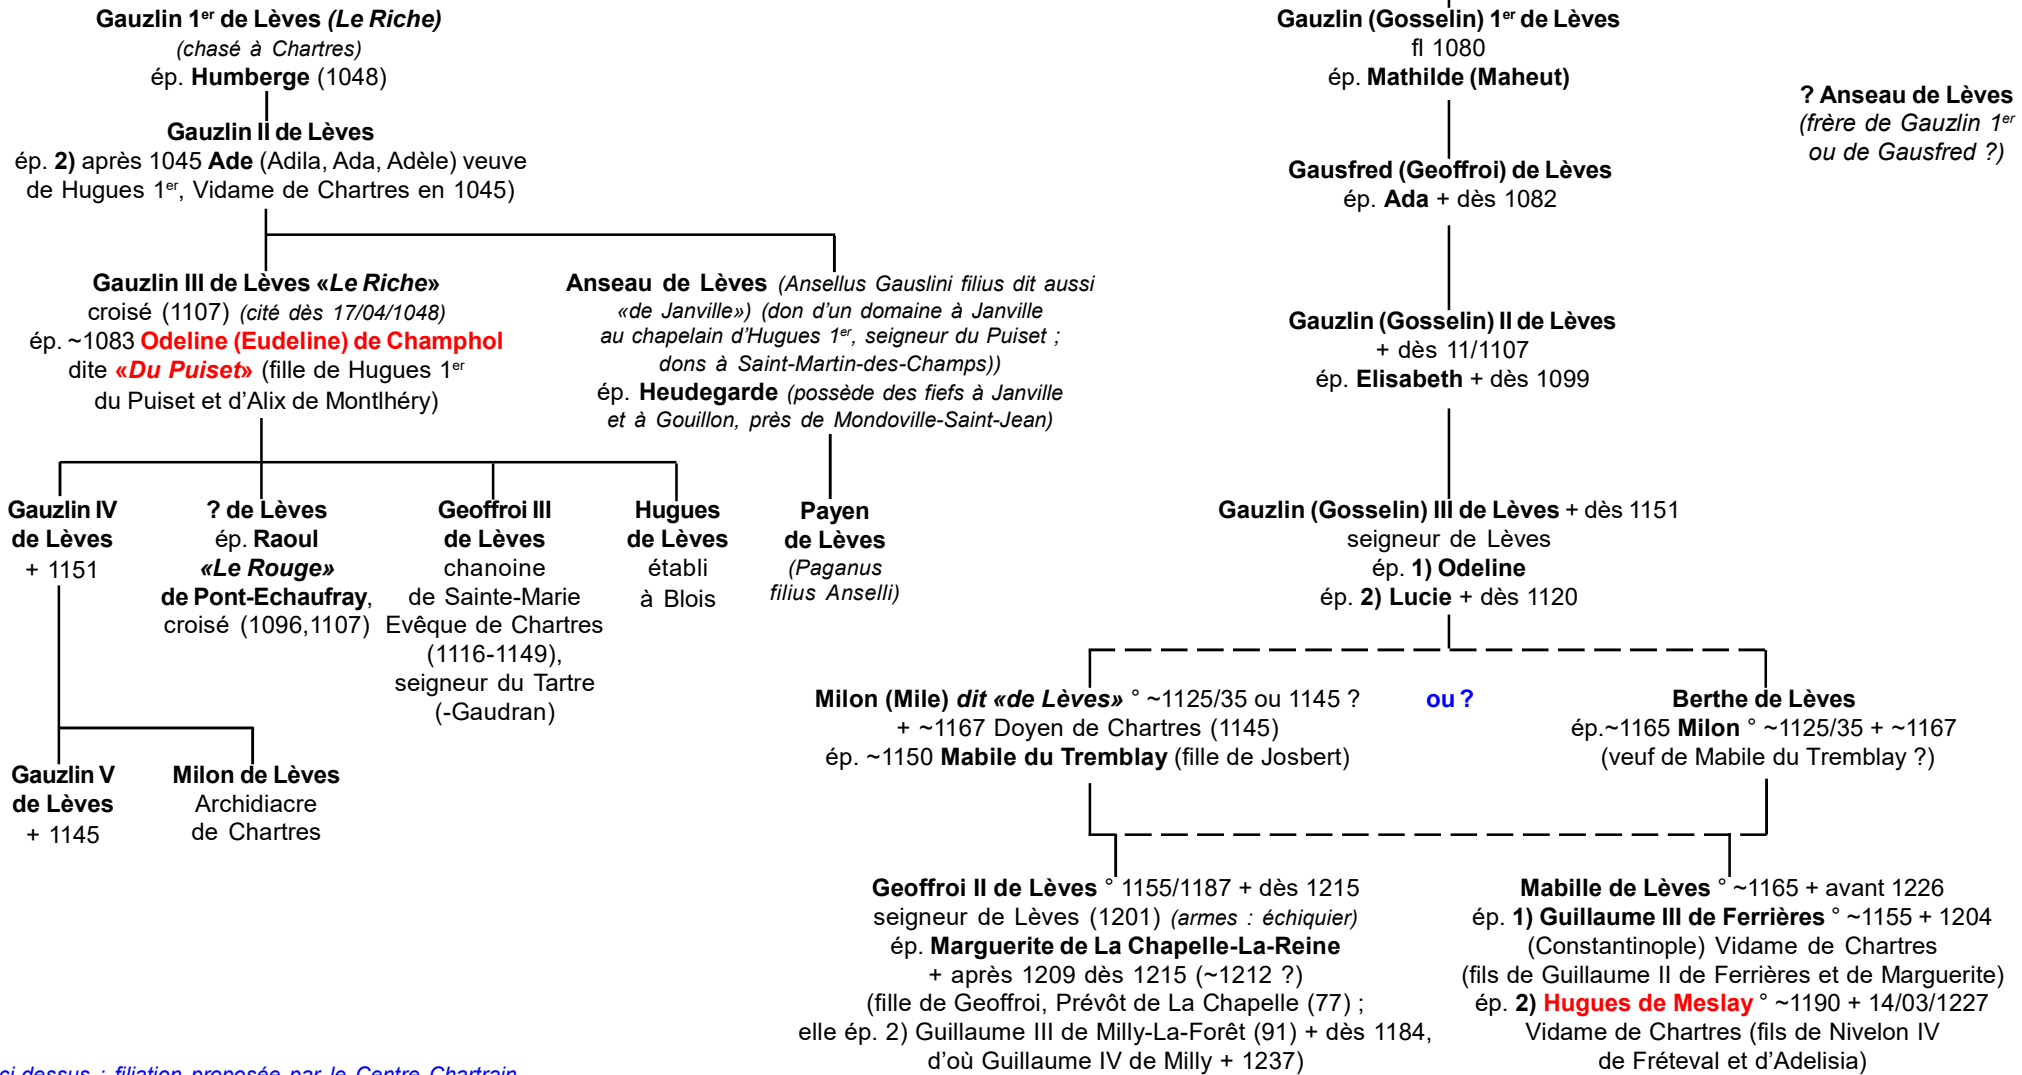 Gauzlin 1er de Lèves (Le Riche)
(chasé à Chartres)
ép. Humberge (1048)
Gauzlin II de Lèves
ép. 2) après 1045 Ade (Adila, Ada, Adèle) veuve
de Hugues 1er, Vidame de Chartres en 1045)
Gauzlin III de Lèves «Le Riche»
croisé (1107) (cité dès 17/04/1048)
ép. ~1083 Odeline (Eudeline) de Champhol
dite «Du Puiset» (fille de Hugues 1er
du Puiset et d'Alix de Montlhéry)
Anseau de Lèves (Ansellus Gauslini filius dit aussi
«de Janville») (don d'un domaine à Janville
au chapelain d'Hugues 1er, seigneur du Puiset ;
dons à Saint-Martin-des-Champs))
ép. Heudegarde (possède des fiefs à Janville
et à Gouillon, près de Mondoville-Saint-Jean)
Gauzlin IV
de Lèves
+ 1151
? de Lèves
ép. Raoul
«Le Rouge»
de Pont-Echaufray,
croisé (1096,1107)
Geoffroi III
de Lèves
chanoine
de Sainte-Marie
Evêque de Chartres
(1116-1149),
seigneur du Tartre
(-Gaudran)
Hugues
de Lèves
établi
à Blois
Payen
de Lèves
(Paganus
filius Anselli)
Gauzlin V
de Lèves
+ 1145
Milon de Lèves
Archidiacre
de Chartres
Gauzlin (Gosselin) 1er de Lèves
fl 1080
ép. Mathilde (Maheut)
? Anseau de Lèves
(frère de Gauzlin 1er
ou de Gausfred ?)
Gausfred (Geoffroi) de Lèves
ép. Ada + dès 1082
Gauzlin (Gosselin) II de Lèves
+ dès 11/1107
ép. Elisabeth + dès 1099
Gauzlin (Gosselin) III de Lèves + dès 1151
seigneur de Lèves
ép. 1) Odeline
ép. 2) Lucie + dès 1120
Milon (Mile) dit «de Lèves» ° ~1125/35 ou 1145 ?
+ ~1167 Doyen de Chartres (1145)
ép. ~1150 Mabile du Tremblay (fille de Josbert)
ou ?
Berthe de Lèves
ép.~1165 Milon ° ~1125/35 + ~1167
(veuf de Mabile du Tremblay ?)
Geoffroi II de Lèves ° 1155/1187 + dès 1215
seigneur de Lèves (1201) (armes : échiquier)
ép. Marguerite de La Chapelle-La-Reine
+ après 1209 dès 1215 (~1212 ?)
(fille de Geoffroi, Prévôt de La Chapelle (77) ;
elle ép. 2) Guillaume III de Milly-La-Forêt (91) + dès 1184,
d'où Guillaume IV de Milly + 1237)
Mabille de Lèves ° ~1165 + avant 1226
ép. 1) Guillaume III de Ferrières ° ~1155 + 1204
(Constantinople) Vidame de Chartres
(fils de Guillaume II de Ferrières et de Marguerite)
ép. 2) Hugues de Meslay ° ~1190 + 14/03/1227
Vidame de Chartres (fils de Nivelon IV
de Fréteval et d'Adelisia)
ci-dessus : filiation proposée par le Centre Chartrain